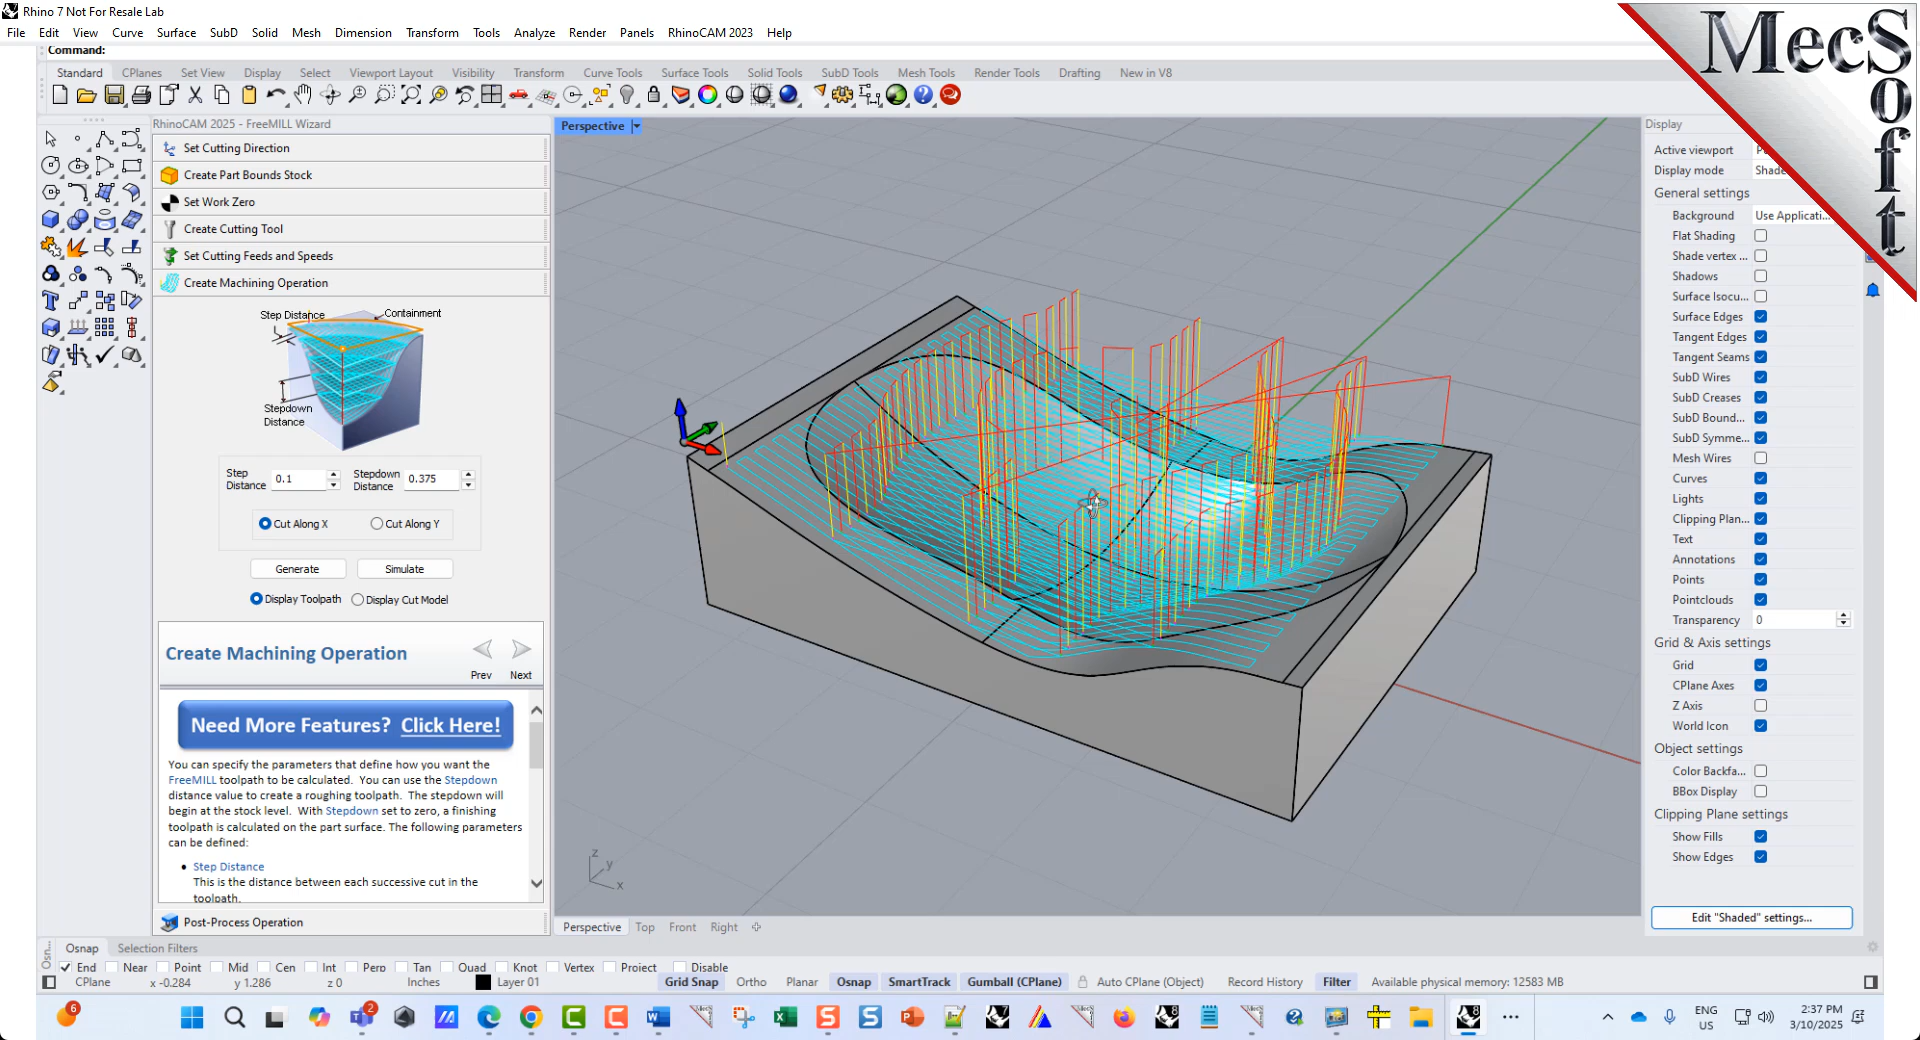 Rhino 7 Not For Resale Lab
File Edit View Curve Surface SubD Solid Mesh Dimension Transform Tools Analyze Render Panels RhinoCAM 2023 Help
Command:
MecSoft
Standard CPlanes Set View Display Select Viewport Layout Visibility Transform Curve Tools Surface Tools Solid Tools SubD Tools Mesh Tools Render Tools Drafting New in V8
RhinoCAM 2025 - FreeMILL Wizard
Set Cutting Direction
Create Part Bounds Stock
Set Work Zero
Create Cutting Tool
Set Cutting Feeds and Speeds
Create Machining Operation
Step Distance
Containment
Stepdown
Distance
Step
Distance
0.1
Stepdown
Distance
0.375
Cut Along X
Cut Along Y
Generate
Simulate
Display Toolpath
Display Cut Model
Create Machining Operation
Prev
Next
Need More Features? Click Here!
You can specify the parameters that define how you want the
FreeMILL toolpath to be calculated. You can use the Stepdown
distance value to create a roughing toolpath. The stepdown will
begin at the stock level. With Stepdown set to zero, a finishing
toolpath is calculated on the part surface. The following parameters
can be defined:
• Step Distance
This is the distance between each successive cut in the
toolpath.
Post-Process Operation
Perspective
z
y
x
Perspective Top Front Right
Display
Active viewport
Display mode Shade
General settings
Background Use Applicati...
Flat Shading
Shade vertex ...
Shadows
Surface Isocu...
Surface Edges
Tangent Edges
Tangent Seams
SubD Wires
SubD Creases
SubD Bound...
SubD Symme...
Mesh Wires
Curves
Lights
Clipping Plan...
Text
Annotations
Points
Pointclouds
Transparency 0
Grid & Axis settings
Grid
CPlane Axes
Z Axis
World Icon
Object settings
Color Backfa...
BBox Display
Clipping Plane settings
Show Fills
Show Edges
Edit "Shaded" settings...
Osn...
Osnap Selection Filters
End Near Point Mid Cen Int Perp Tan Quad Knot Vertex Project Disable
CPlane x -0.284 y 1.286 z 0 Inches Layer 01 Grid Snap Ortho Planar Osnap SmartTrack Gumball (CPlane) Auto CPlane (Object) Record History Filter Available physical memory: 12583 MB
6
2
8
8
ENG
US
2:37 PM
3/10/2025